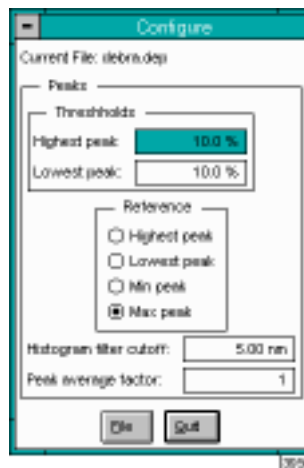 Configure
Current File: debra.dep
Peaks
Threshholds
Highest peak: 10.0 %
Lowest peak: 10.0 %
Reference
Highest peak
Lowest peak
Min peak
Max peak
Histogram filter cutoff: 5.00 nm
Peak average factor: 1
File Quit